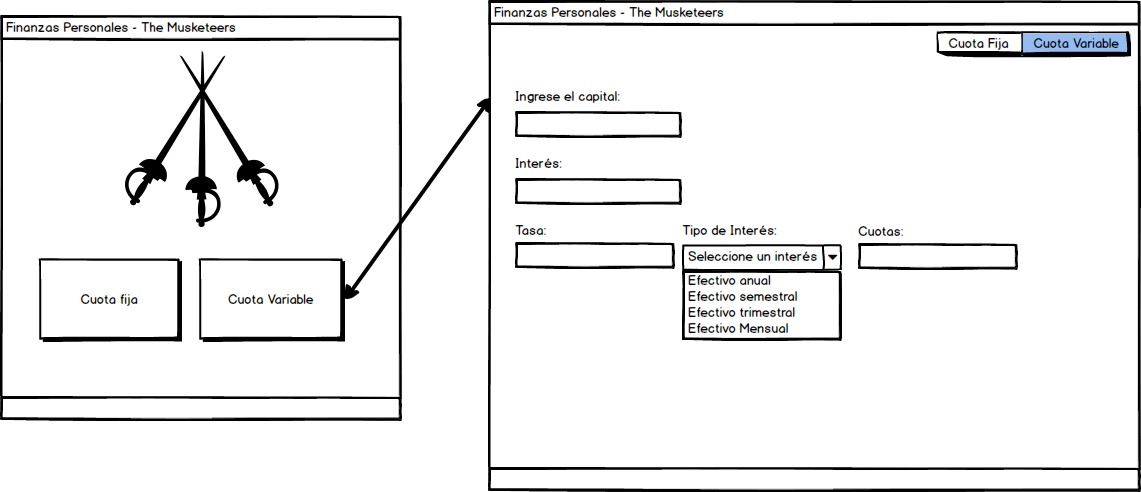 Finanzas Personales - The Musketeers
Cuota fija
Cuota Variable
Finanzas Personales - The Musketeers
Cuota Fija
Cuota Variable
Ingrese el capital:
Interés:
Tasa:
Tipo de Interés:
Cuotas:
Seleccione un interés
Efectivo anual
Efectivo semestral
Efectivo trimestral
Efectivo Mensual